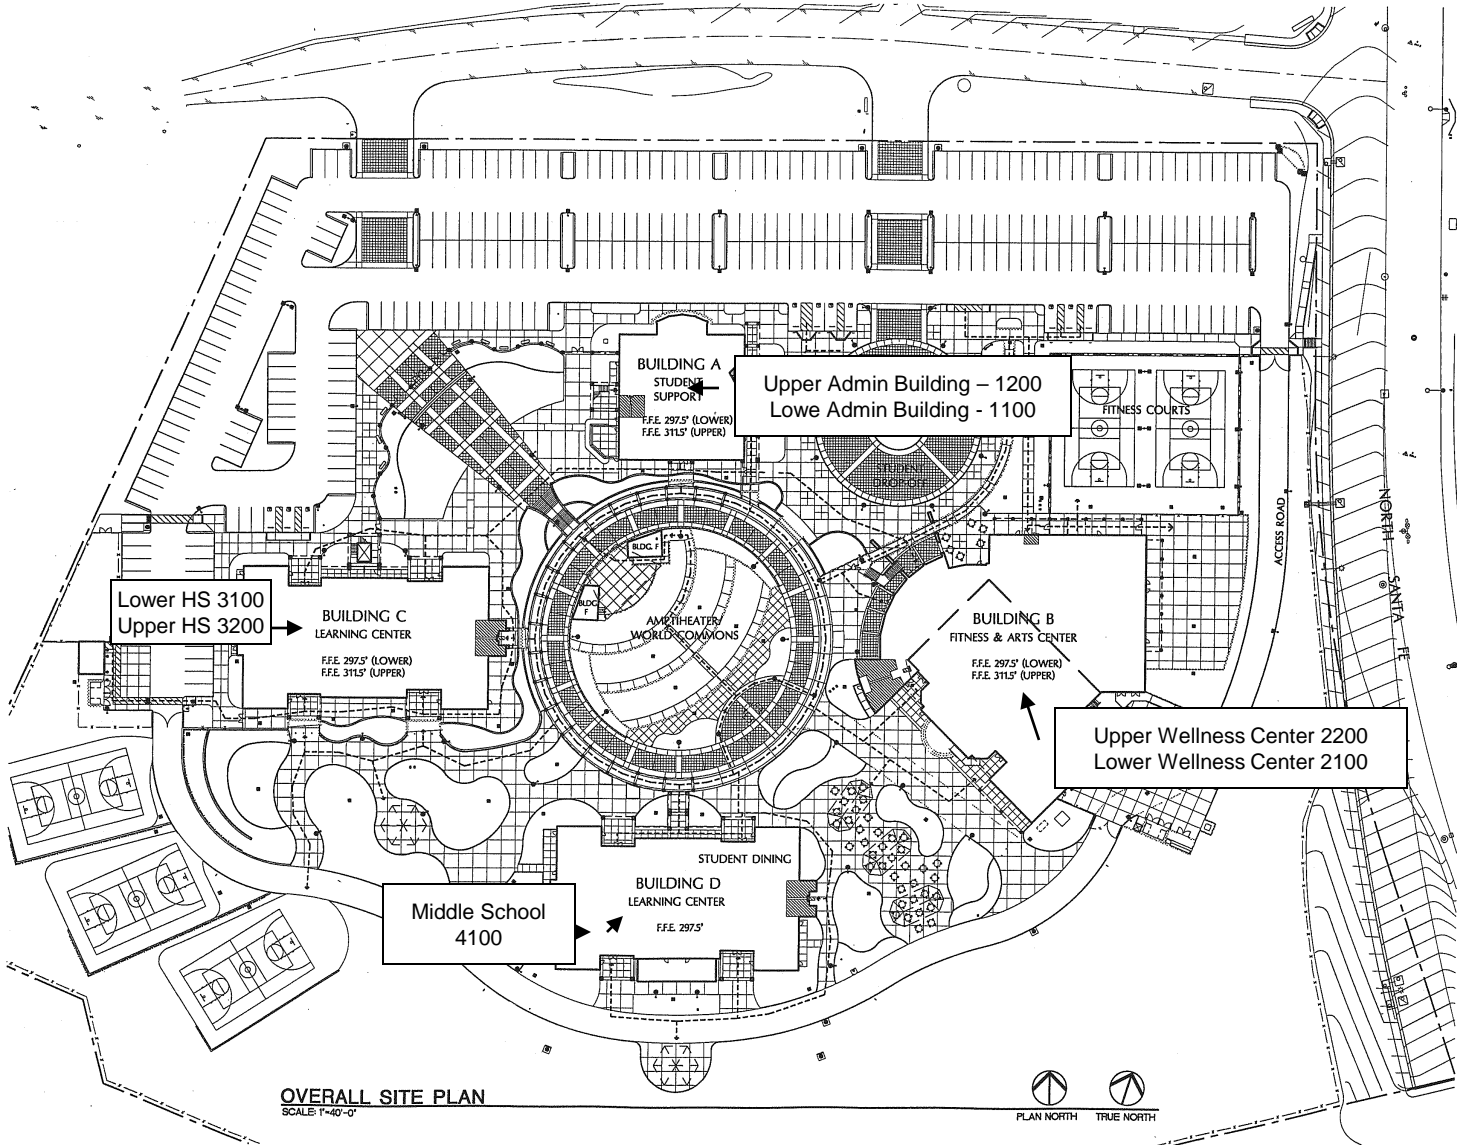 BUILDING A
STUDENT
SUPPORT
F.F.E. 297.5' (LOWER)
F.F.E. 311.5' (UPPER)
Upper Admin Building – 1200
Lowe Admin Building - 1100
FITNESS COURTS
STUDENT
DROP-OFF
NORTH SANTA FE
ACCESS ROAD
BLDG. F
BLDG.
F
AMPTIHEATER/
WORLD COMMONS
Lower HS 3100
Upper HS 3200
BUILDING C
LEARNING CENTER
F.F.E. 297.5' (LOWER)
F.F.E. 311.5' (UPPER)
BUILDING B
FITNESS & ARTS CENTER
F.F.E. 297.5' (LOWER)
F.F.E. 311.5' (UPPER)
Upper Wellness Center 2200
Lower Wellness Center 2100
STUDENT DINING
BUILDING D
LEARNING CENTER
F.F.E. 297.5'
Middle School
4100
OVERALL SITE PLAN
SCALE: 1"=40'-0"
PLAN NORTH
TRUE NORTH